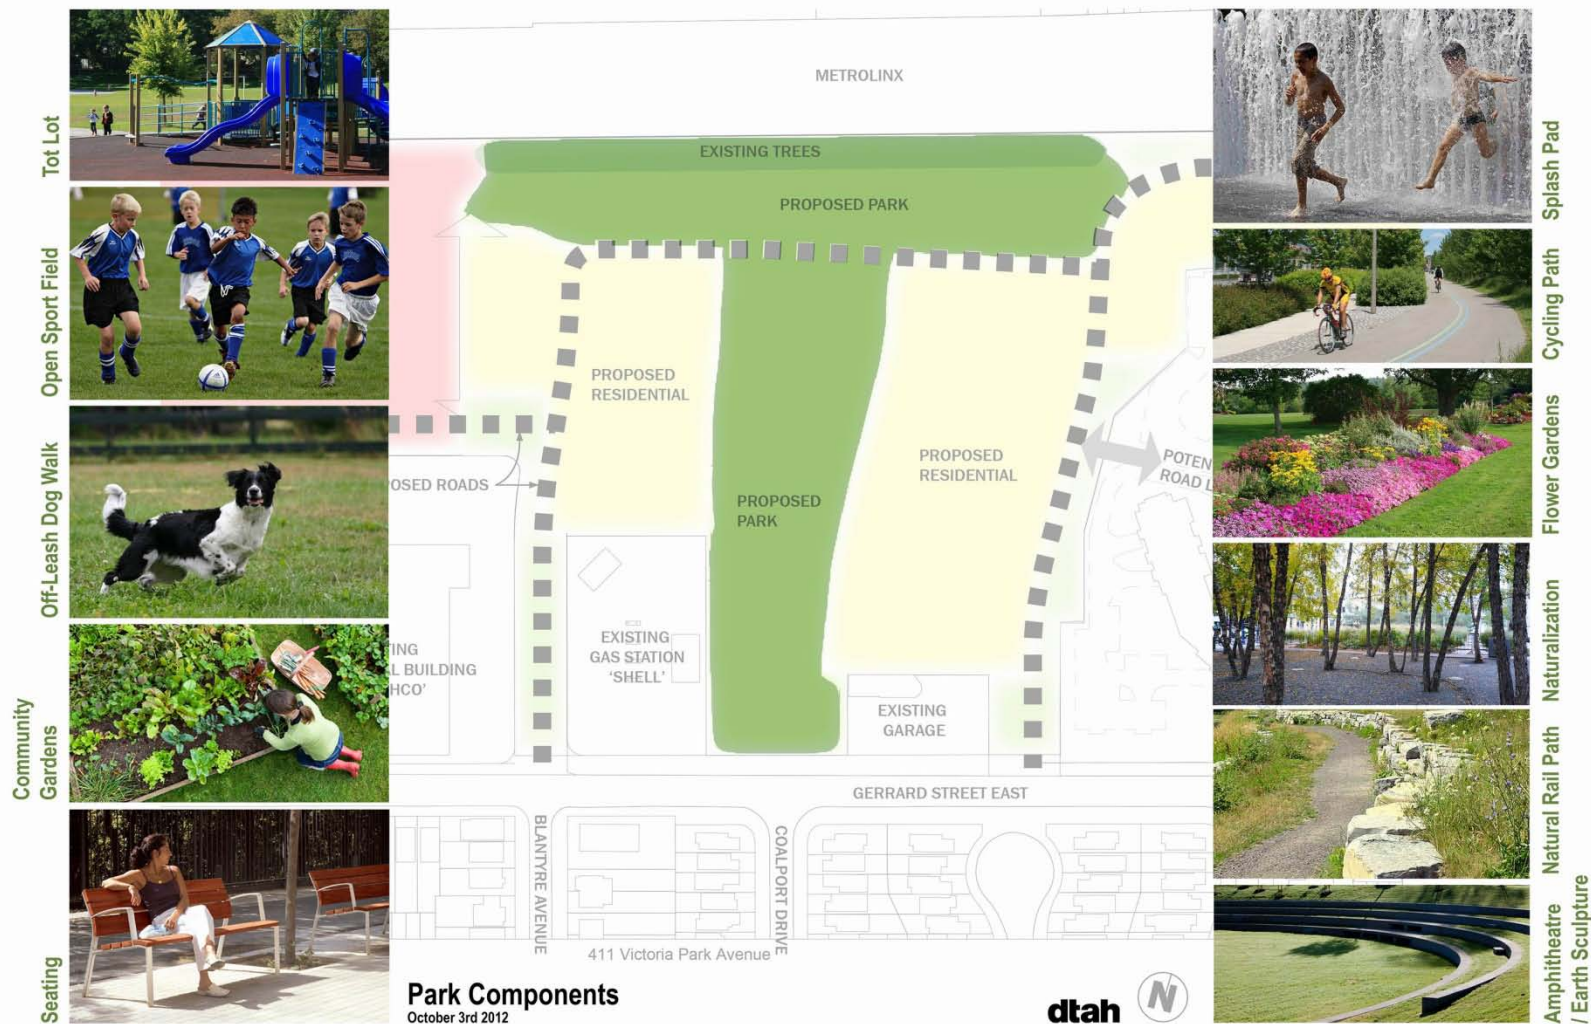 Tot Lot
Open Sport Field
Off-Leash Dog Walk
Community
Gardens
Seating
METROLINX
EXISTING TREES
PROPOSED PARK
PROPOSED
RESIDENTIAL
PROPOSED
RESIDENTIAL
PROPOSED
PARK
POTEN
ROAD L
OSED ROADS
EXISTING
GAS STATION
'SHELL'
ING
L BUILDING
HCO'
EXISTING
GARAGE
GERRARD STREET EAST
BLANTYRE AVENUE
COALPORT DRIVE
411 Victoria Park Avenue
Park Components
October 3rd 2012
dtah
N
Splash Pad
Cycling Path
Flower Gardens
Naturalization
Natural Rail Path
Amphitheatre
/ Earth Sculpture